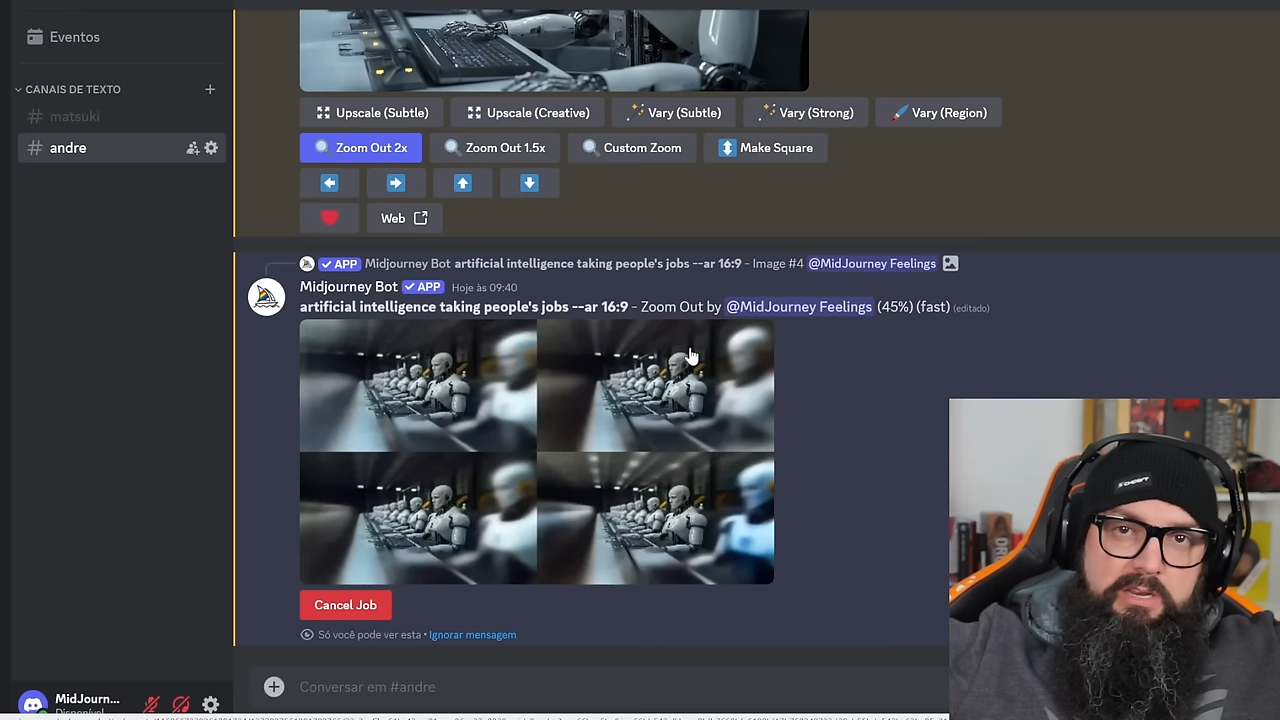 Eventos
CANAIS DE TEXTO
matsuki
andre
MidJourn...
Disponível
Upscale (Subtle) Upscale (Creative) Vary (Subtle) Vary (Strong) Vary (Region)
Zoom Out 2x Zoom Out 1.5x Custom Zoom Make Square
Web
APP Midjourney Bot artificial intelligence taking people's jobs --ar 16:9 - Image #4 @MidJourney Feelings
Midjourney Bot APP Hoje às 09:40
artificial intelligence taking people's jobs --ar 16:9 - Zoom Out by @MidJourney Feelings (45%) (fast) (editado)
Cancel Job
Só você pode ver esta • Ignorar mensagem
Conversar em #andre